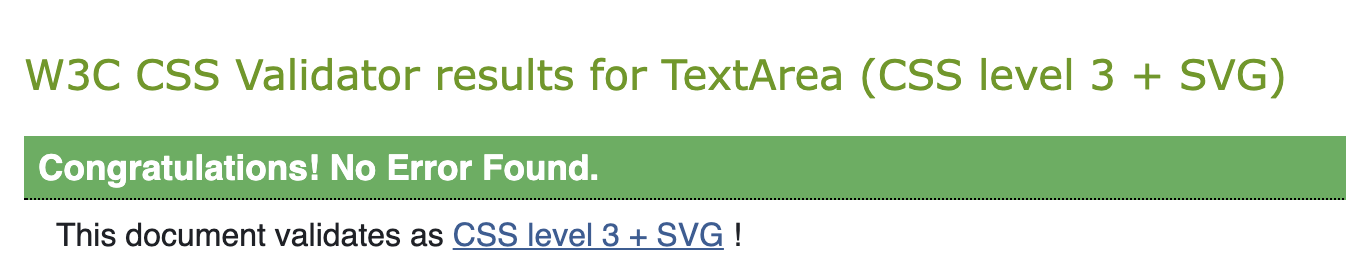 W3C CSS Validator results for TextArea (CSS level 3 + SVG)
Congratulations! No Error Found.
This document validates as CSS level 3 + SVG !